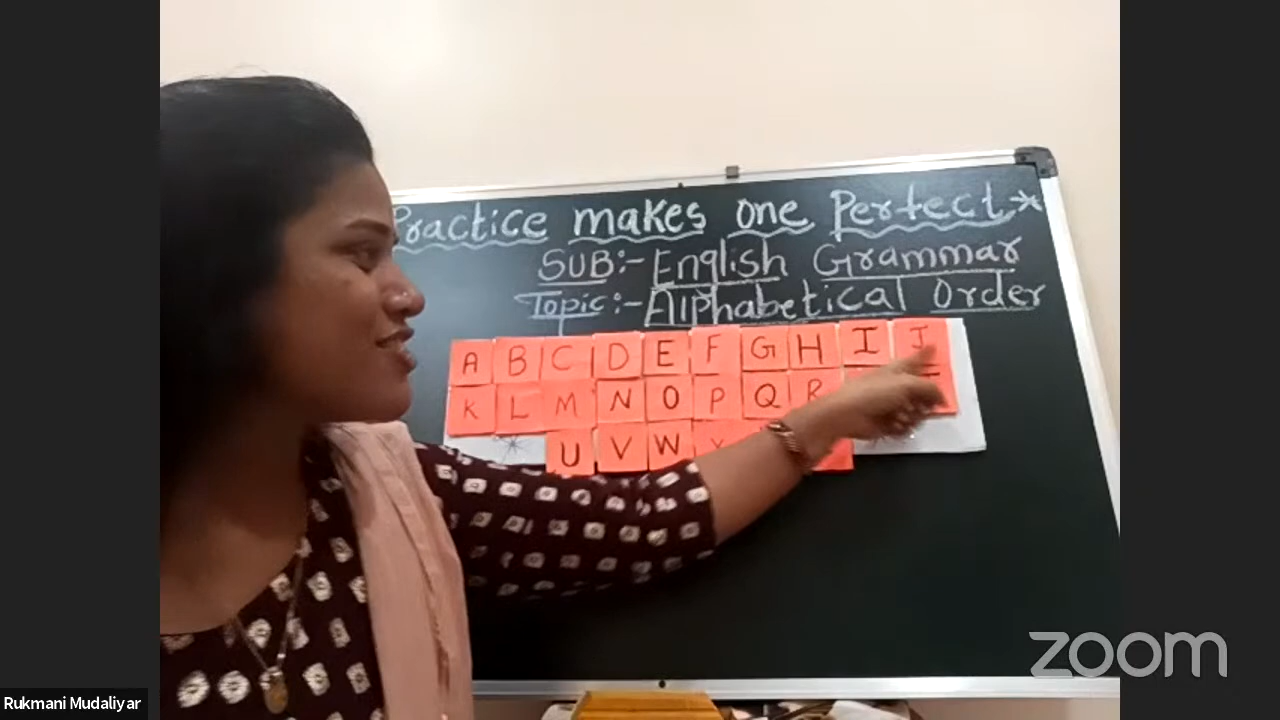 Practice makes one Perfect
SUB:- English Grammar
Topic:- Alphabetical Order
A B C D E F G H I J
K L M N O P Q R
U V W X
zoom
Rukmani Mudaliyar